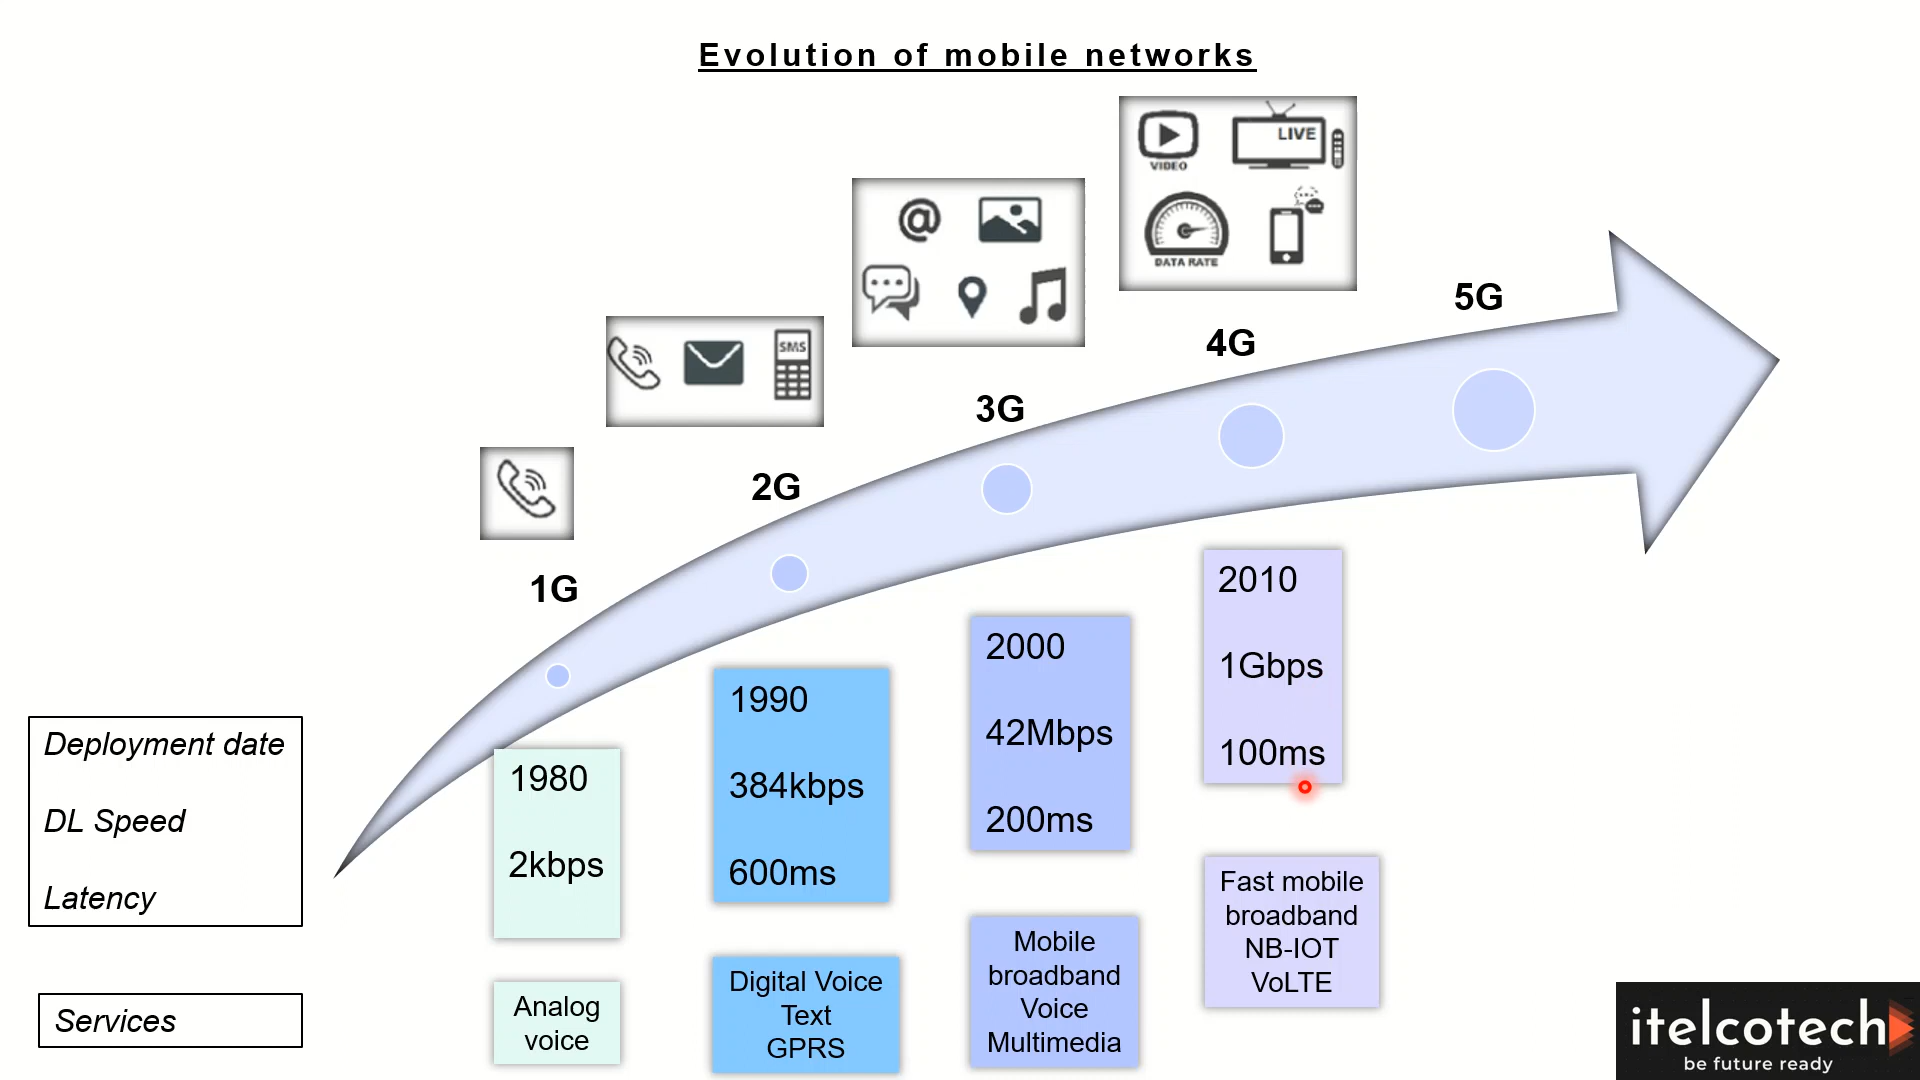 Evolution of mobile networks
VIDEO
LIVE
DATA RATE
@
SMS
5G
4G
3G
2G
1G
Deployment date
DL Speed
Latency
1980
2kbps
1990
384kbps
600ms
2000
42Mbps
200ms
2010
1Gbps
100ms
Services
Analog
voice
Digital Voice
Text
GPRS
Mobile
broadband
Voice
Multimedia
Fast mobile
broadband
NB-IOT
VoLTE
itelcotech
be future ready